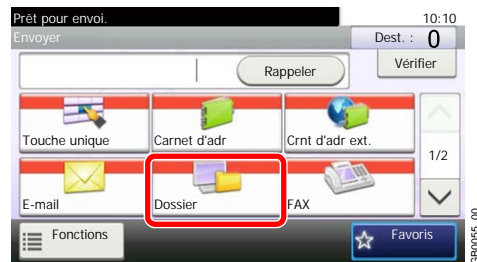 Prêt pour envoi.
10:10
Envoyer
Dest. : 0
Rappeler
Vérifier
Touche unique
Carnet d'adr
Crnt d'adr ext.
1/2
E-mail
Dossier
FAX
Fonctions
Favoris
GB0055_00